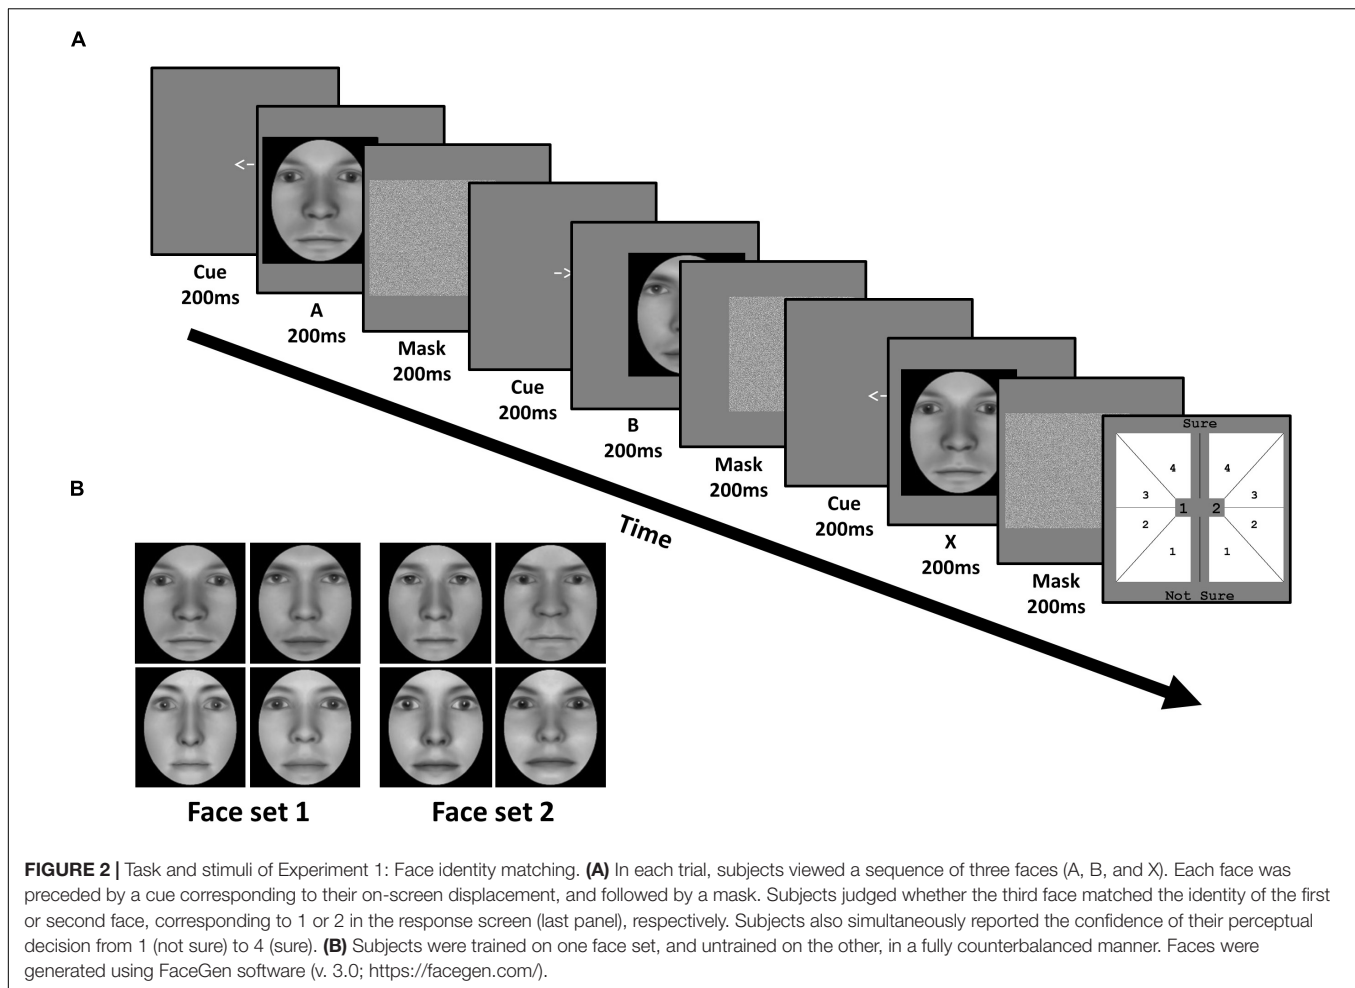 A
Cue
200ms
A
200ms
Mask
200ms
Cue
200ms
B
200ms
Mask
200ms
Cue
200ms
X
200ms
Mask
200ms
Sure
4 4
3 3
1 2
2 2
1 1
Not Sure
Time
B
Face set 1 Face set 2
FIGURE 2 | Task and stimuli of Experiment 1: Face identity matching. (A) In each trial, subjects viewed a sequence of three faces (A, B, and X). Each face was
preceded by a cue corresponding to their on-screen displacement, and followed by a mask. Subjects judged whether the third face matched the identity of the first
or second face, corresponding to 1 or 2 in the response screen (last panel), respectively. Subjects also simultaneously reported the confidence of their perceptual
decision from 1 (not sure) to 4 (sure). (B) Subjects were trained on one face set, and untrained on the other, in a fully counterbalanced manner. Faces were
generated using FaceGen software (v. 3.0; https://facegen.com/).